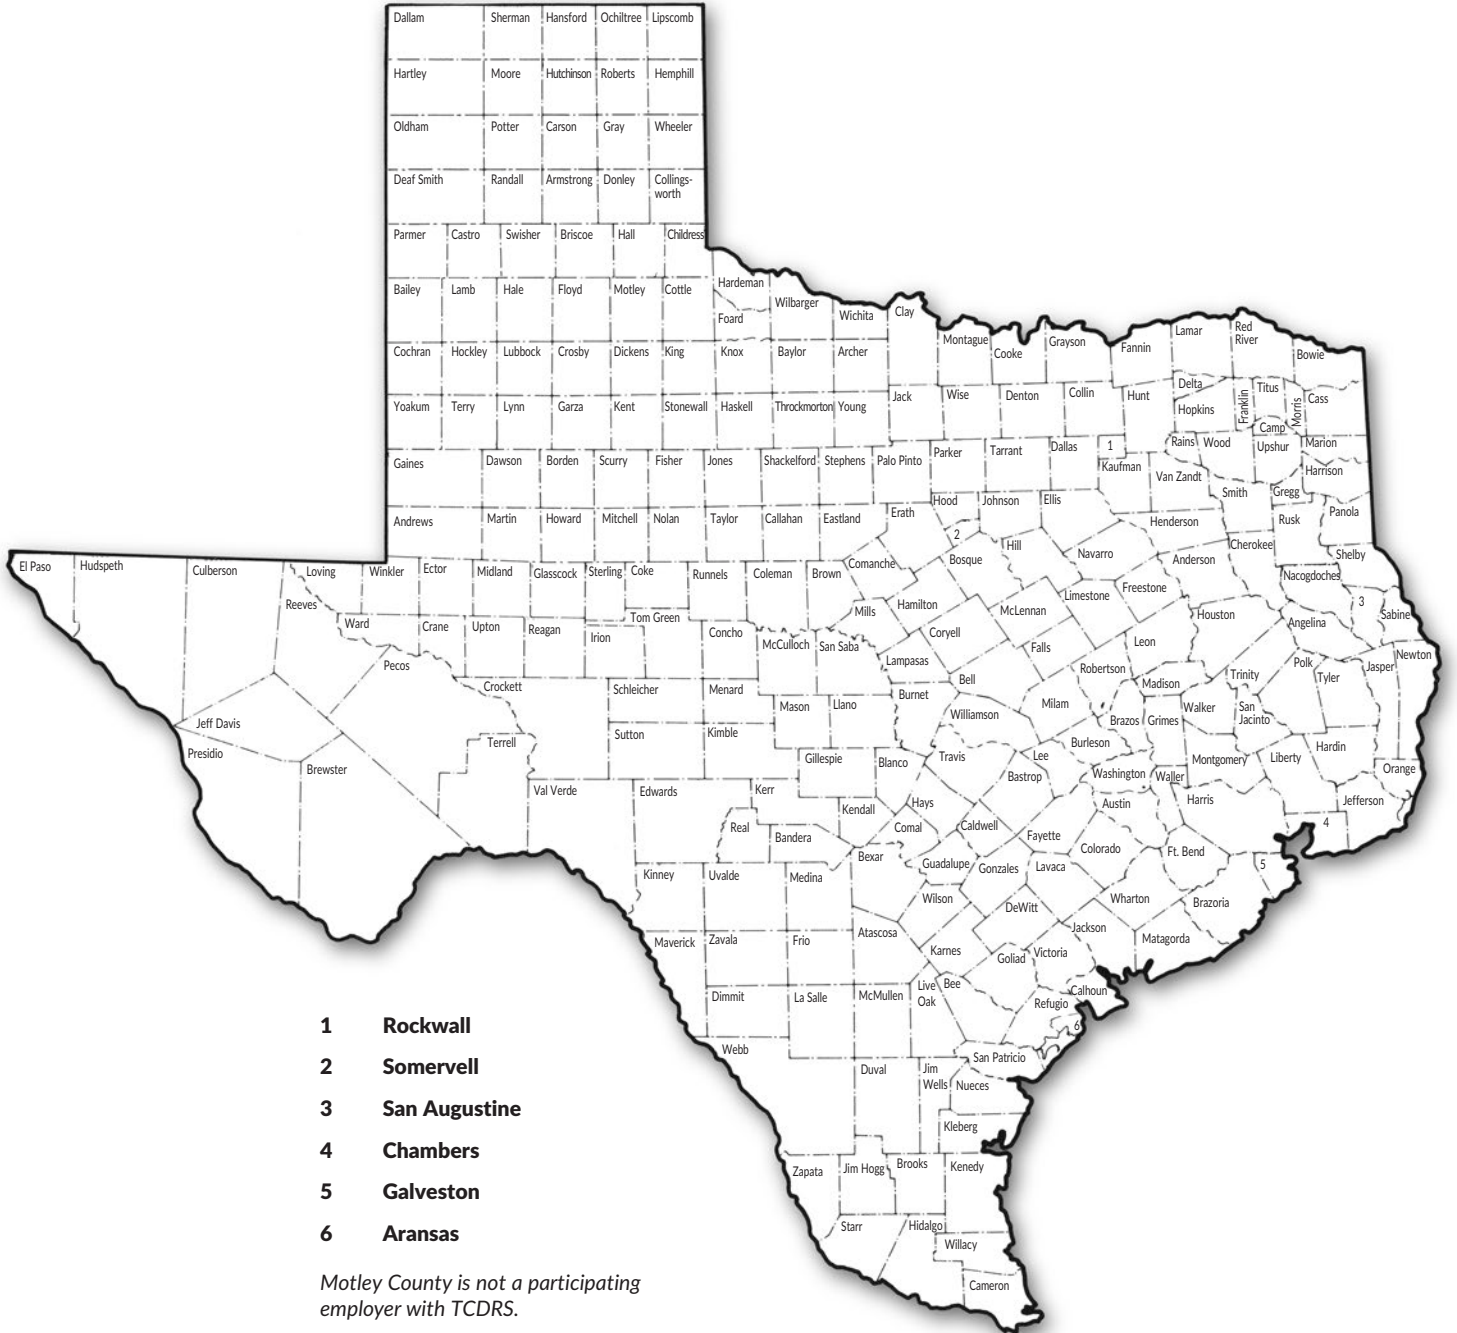 Dallam Sherman Hansford Ochiltree Lipscomb
Hartley Moore Hutchinson Roberts Hemphill
Oldham Potter Carson Gray Wheeler
Deaf Smith Randall Armstrong Donley Collings-
worth
Parmer Castro Swisher Briscoe Hall Childress
Bailey Lamb Hale Floyd Motley Cottle Hardeman
Foard Wilbarger Wichita Clay
Montague Cooke Grayson Fannin Lamar Red
River Bowie
Cochran Hockley Lubbock Crosby Dickens King Knox Baylor Archer
Yoakum Terry Lynn Garza Kent Stonewall Haskell Throckmorton Young Jack Wise Denton Collin Hunt
Delta Hopkins Franklin Titus Camp Morris Cass
Gaines Dawson Borden Scurry Fisher Jones Shackelford Stephens Palo Pinto Parker Tarrant Dallas 1 Kaufman
Rains Wood Upshur Marion Harrison
Van Zandt Smith Gregg Rusk Panola
Andrews Martin Howard Mitchell Nolan Taylor Callahan Eastland Erath Hood Johnson Ellis Henderson
2 Bosque Hill Navarro Anderson Cherokee Shelby
El Paso Hudspeth Culberson Loving Winkler Ector Midland Glasscock Sterling Coke Runnels Coleman Brown Comanche
Reeves Ward Crane Upton Reagan Irion Tom Green Concho McCulloch San Saba Mills Hamilton
McLennan Limestone Freestone Nacogdoches 3 Sabine
Coryell Falls Leon Houston Angelina
Pecos Crockett Schleicher Menard Lampasas Bell Robertson Madison Trinity Polk Tyler Jasper Newton
Mason Llano Burnet Williamson Milam Brazos Grimes Walker San
Jacinto
Jeff Davis Presidio Brewster Terrell Sutton Kimble Gillespie Blanco Travis Lee Burleson
Montgomery Liberty Hardin Orange
Bastrop Washington Waller Jefferson
Val Verde Edwards Kerr Kendall Hays Austin Harris 4
Real Bandera Comal Caldwell Fayette Colorado Ft. Bend 5
Kinney Uvalde Medina Bexar Guadalupe Gonzales Lavaca
Wilson DeWitt Wharton Brazoria
Maverick Zavala Frio Atascosa Karnes Goliad Victoria Jackson Matagorda
Dimmit La Salle McMullen Live
Oak Bee Refugio Calhoun
6
Webb Duval Jim
Wells San Patricio
Nueces
Kleberg
Zapata Jim Hogg Brooks Kenedy
Starr Hidalgo
Willacy
Cameron
1 Rockwall
2 Somervell
3 San Augustine
4 Chambers
5 Galveston
6 Aransas
Motley County is not a participating
employer with TCDRS.